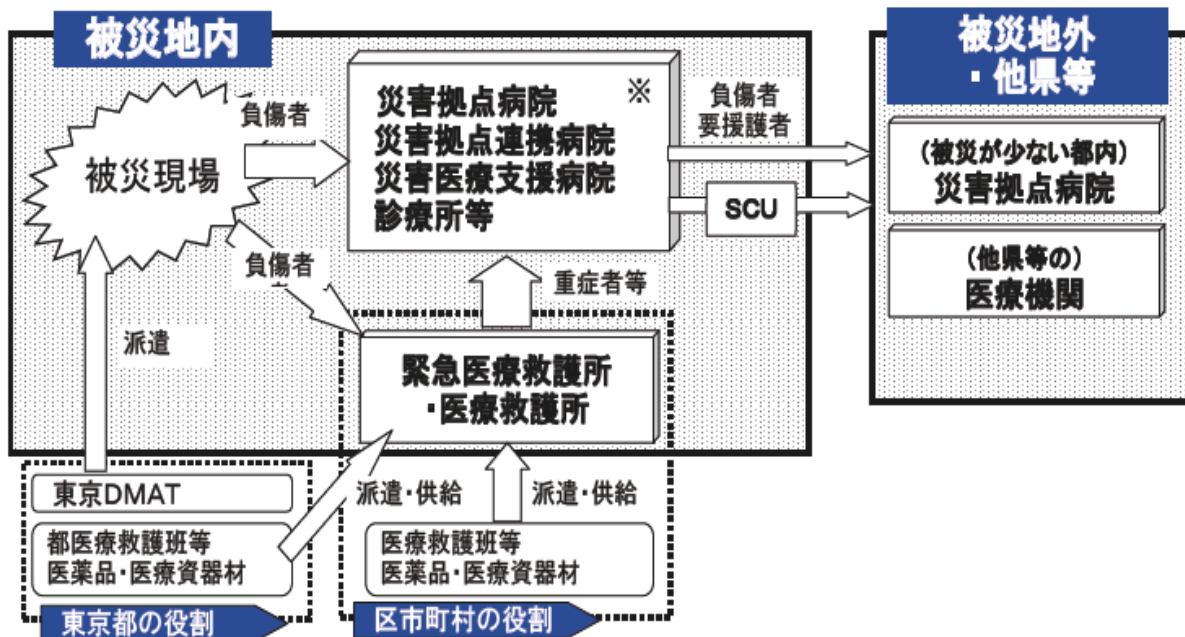 被災地内
被災現場
負傷者
災害拠点病院
※
災害拠点連携病院
災害医療支援病院
診療所等
負傷者
要援護者
SCU
被災地外
・他県等
(被災が少ない都内)
災害拠点病院
(他県等の)
医療機関
負傷者
重症者等
派遣
緊急医療救護所
・医療救護所
東京DMAT
都医療救護班等
医薬品・医療資器材
派遣・供給
東京都の役割
派遣・供給
医療救護班等
医薬品・医療資器材
区市町村の役割